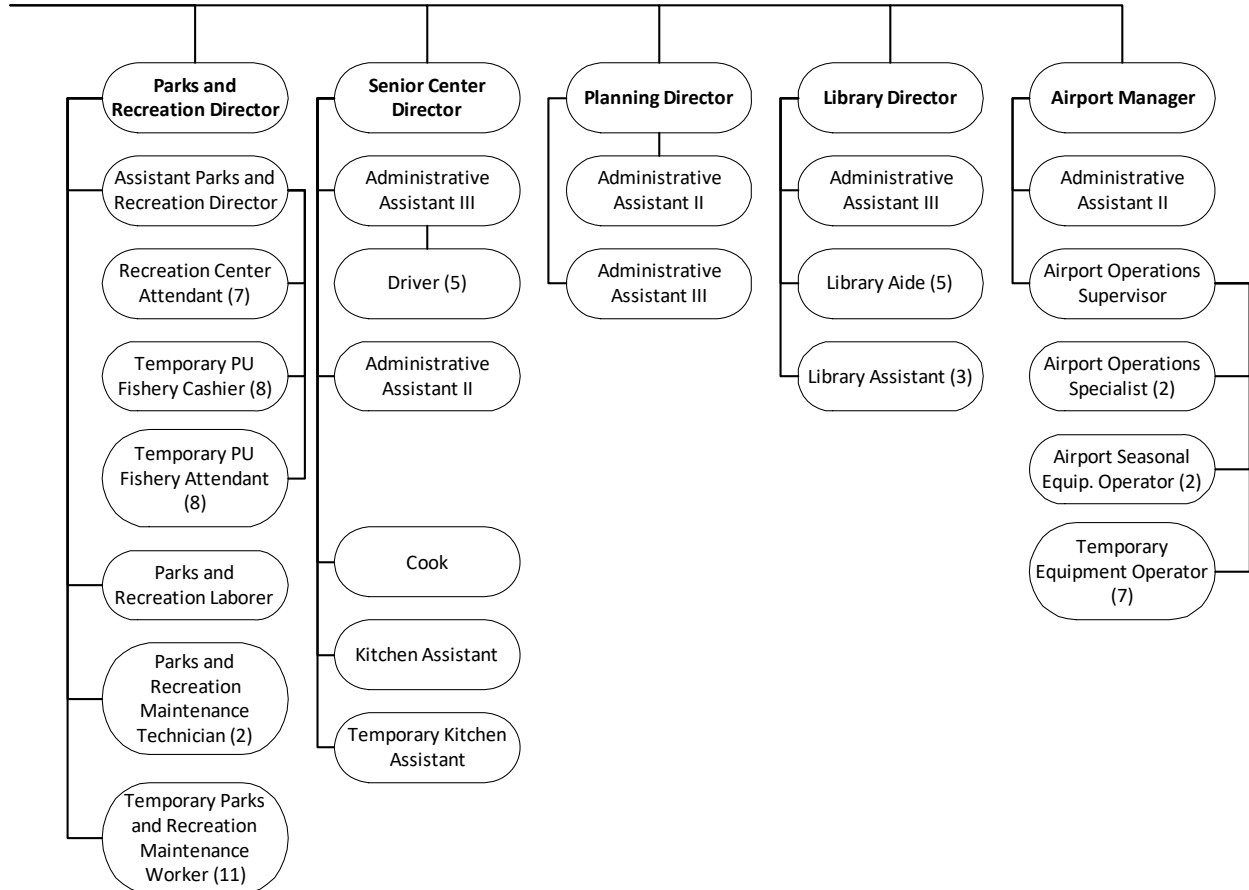 Parks and
Recreation Director
Assistant Parks and
Recreation Director
Recreation Center
Attendant (7)
Temporary PU
Fishery Cashier (8)
Temporary PU
Fishery Attendant
(8)
Parks and
Recreation Laborer
Parks and
Recreation
Maintenance
Technician (2)
Temporary Parks
and Recreation
Maintenance
Worker (11)
Senior Center
Director
Administrative
Assistant III
Driver (5)
Administrative
Assistant II
Cook
Kitchen Assistant
Temporary Kitchen
Assistant
Planning Director
Administrative
Assistant II
Administrative
Assistant III
Library Director
Administrative
Assistant III
Library Aide (5)
Library Assistant (3)
Airport Manager
Administrative
Assistant II
Airport Operations
Supervisor
Airport Operations
Specialist (2)
Airport Seasonal
Equip. Operator (2)
Temporary
Equipment Operator
(7)